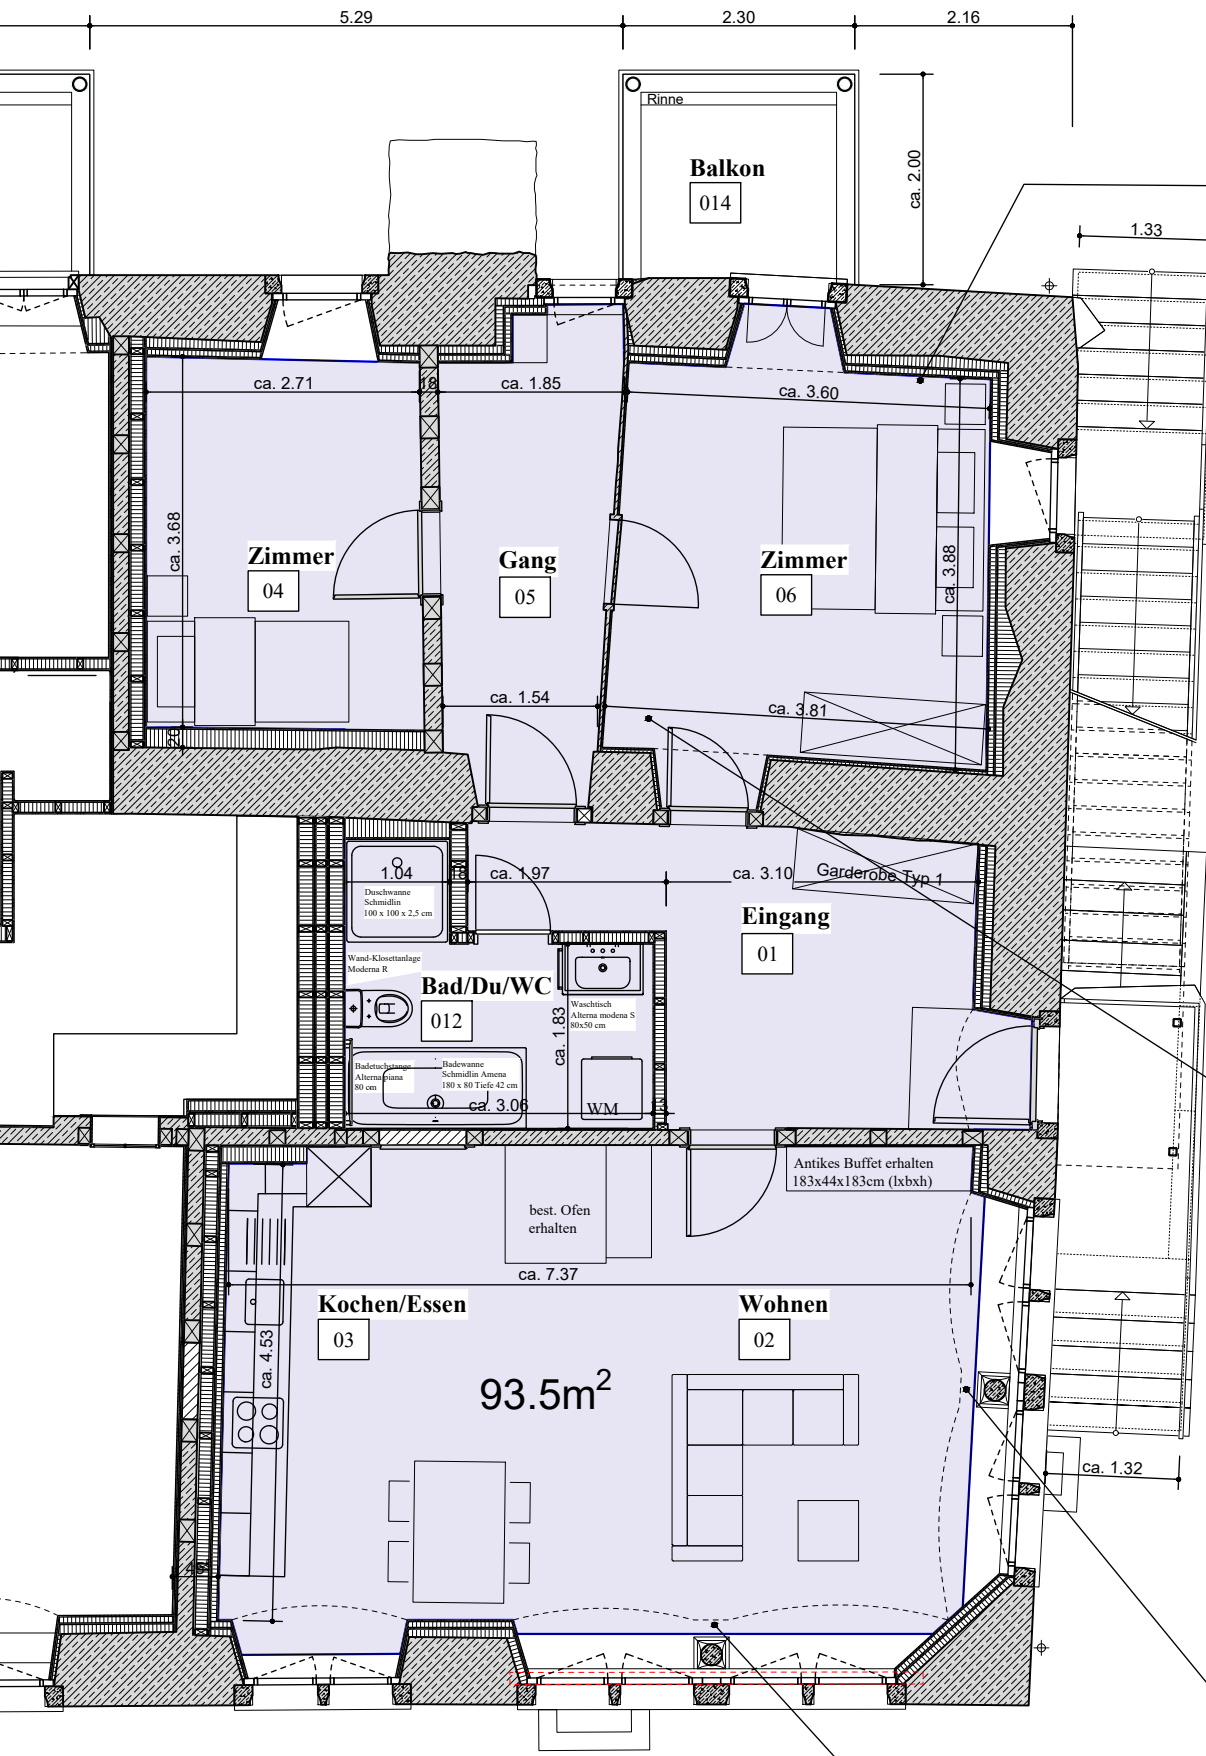 5.29
2.30
2.16
Rinne
Balkon
014
ca. 2.00
1.33
ca. 2.71
18
ca. 1.85
ca. 3.60
ca. 3.68
Zimmer
04
Gang
05
Zimmer
06
ca. 3.88
ca. 1.54
ca. 3.81
20
1.04
18
ca. 1.97
ca. 3.10
Garderobe Typ 1
Duschwanne
Schmidlin
100 x 100 x 2,5 cm
Eingang
01
Wand-Klosettanlage
Moderna R
Bad/Du/WC
012
Waschtisch
Alterna modena S
80x50 cm
ca. 1.83
Badetuchstange
Alterna piana
80 cm
Badewanne
Schmidlin Amena
180 x 80 Tiefe 42 cm
ca. 3.06
WM
Antikes Buffet erhalten
183x44x183cm (lxbxh)
best. Ofen
erhalten
ca. 7.37
Kochen/Essen
03
Wohnen
02
ca. 4.53
93.5m²
ca. 1.32